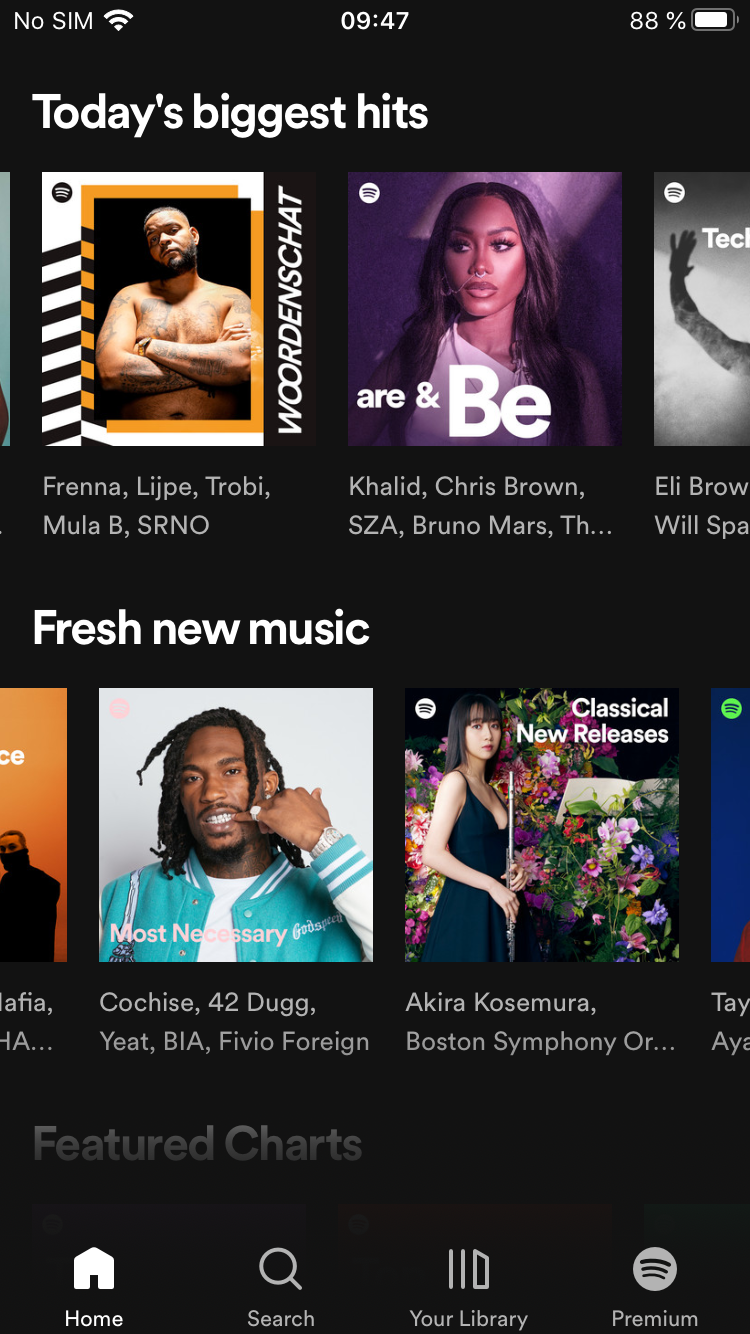 No SIM 09:47 88 %
Today's biggest hits
WOORDENSCHAT
are & Be
Tech
Frenna, Lijpe, Trobi,
Mula B, SRNO
Khalid, Chris Brown,
SZA, Bruno Mars, Th...
Eli Brow
Will Spa
Fresh new music
ce
Most Necessary
Godspeed
Classical
New Releases
afia,
HA...
Cochise, 42 Dugg,
Yeat, BIA, Fivio Foreign
Akira Kosemura,
Boston Symphony Or...
Tay
Aya
Featured Charts
Home
Search
Your Library
Premium